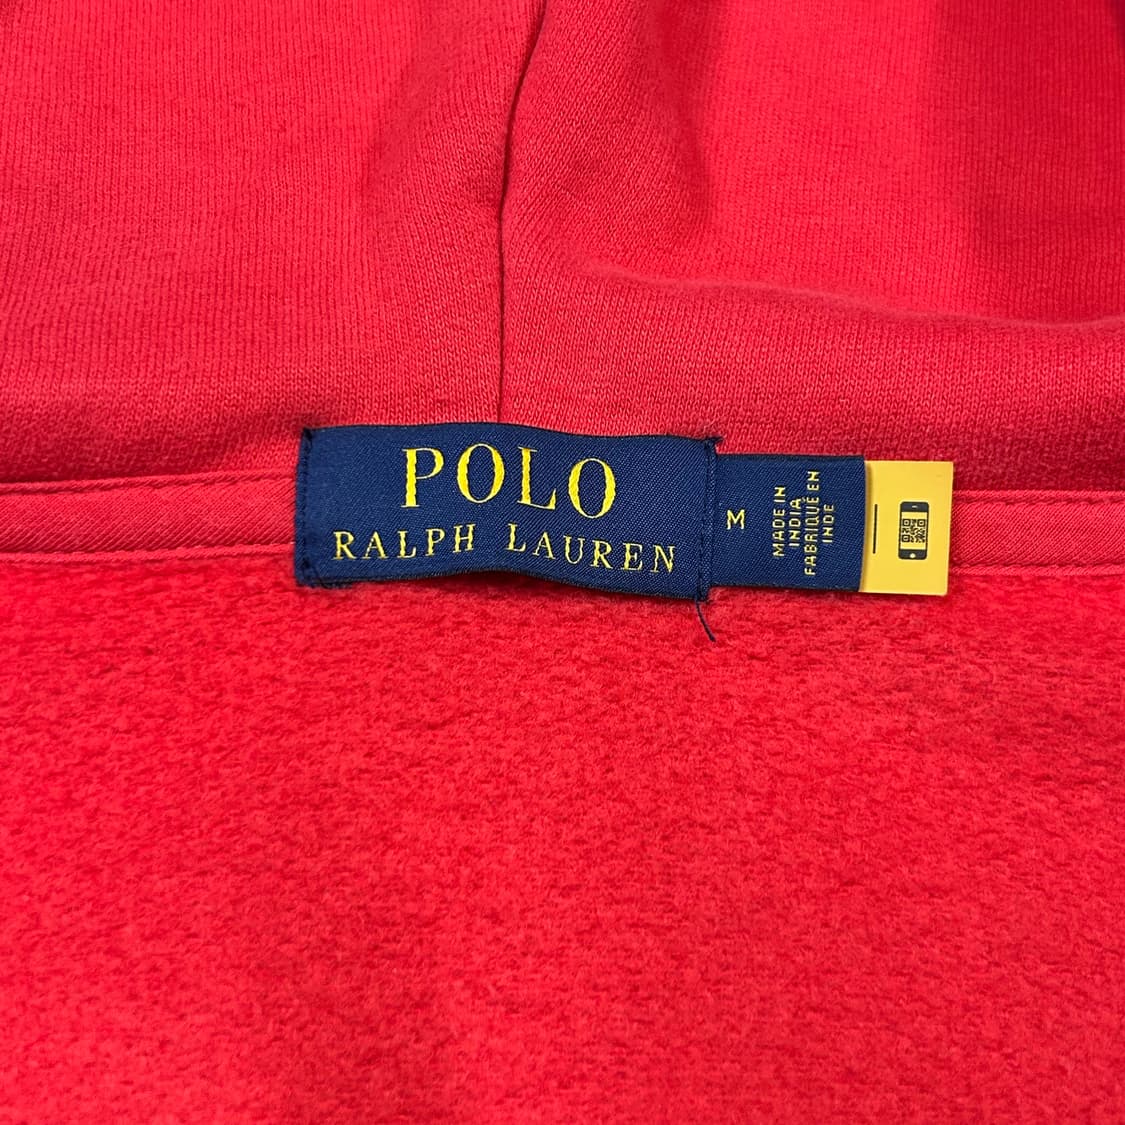 POLO
RALPH LAUREN
M
MADE IN
INDIA
FABRIQUÉ EN
INDE